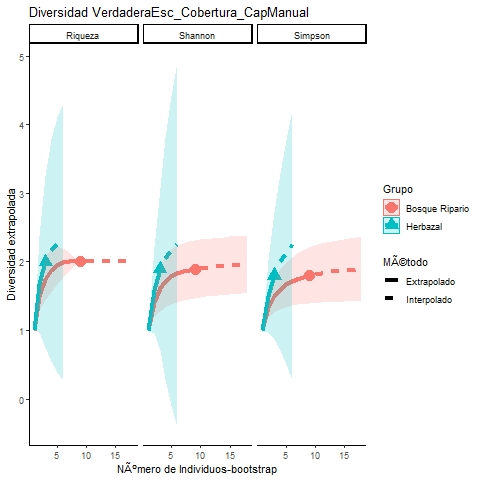 Diversidad VerdaderaEsc_Cobertura_CapManual
Riqueza
Shannon
Simpson
5
4
3
2
1
0
Diversidad extrapolada
5
10
15
5
10
15
5
10
15
NÃºmero de Individuos-bootstrap
Grupo
Bosque Ripario
Herbazal
MÃ©todo
Extrapolado
Interpolado